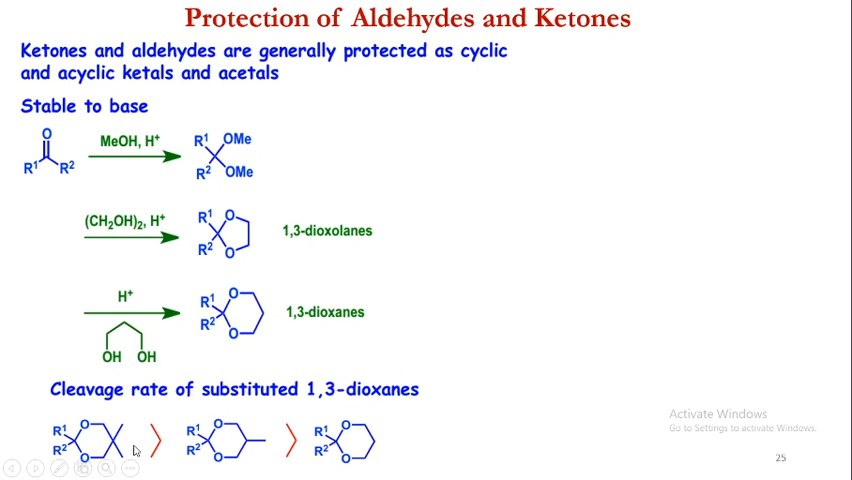 Protection of Aldehydes and Ketones
Ketones and aldehydes are generally protected as cyclic
and acyclic ketals and acetals
Stable to base
O
R¹ R²
MeOH, H⁺
R¹ OMe
R² OMe
(CH₂OH)₂, H⁺
R¹ O
R² O
1,3-dioxolanes
H⁺
OH OH
R¹ O
R² O
1,3-dioxanes
Cleavage rate of substituted 1,3-dioxanes
R¹ O
R² O
R¹ O
R² O
R¹ O
R² O
Activate Windows
Go to Settings to activate Windows.
25